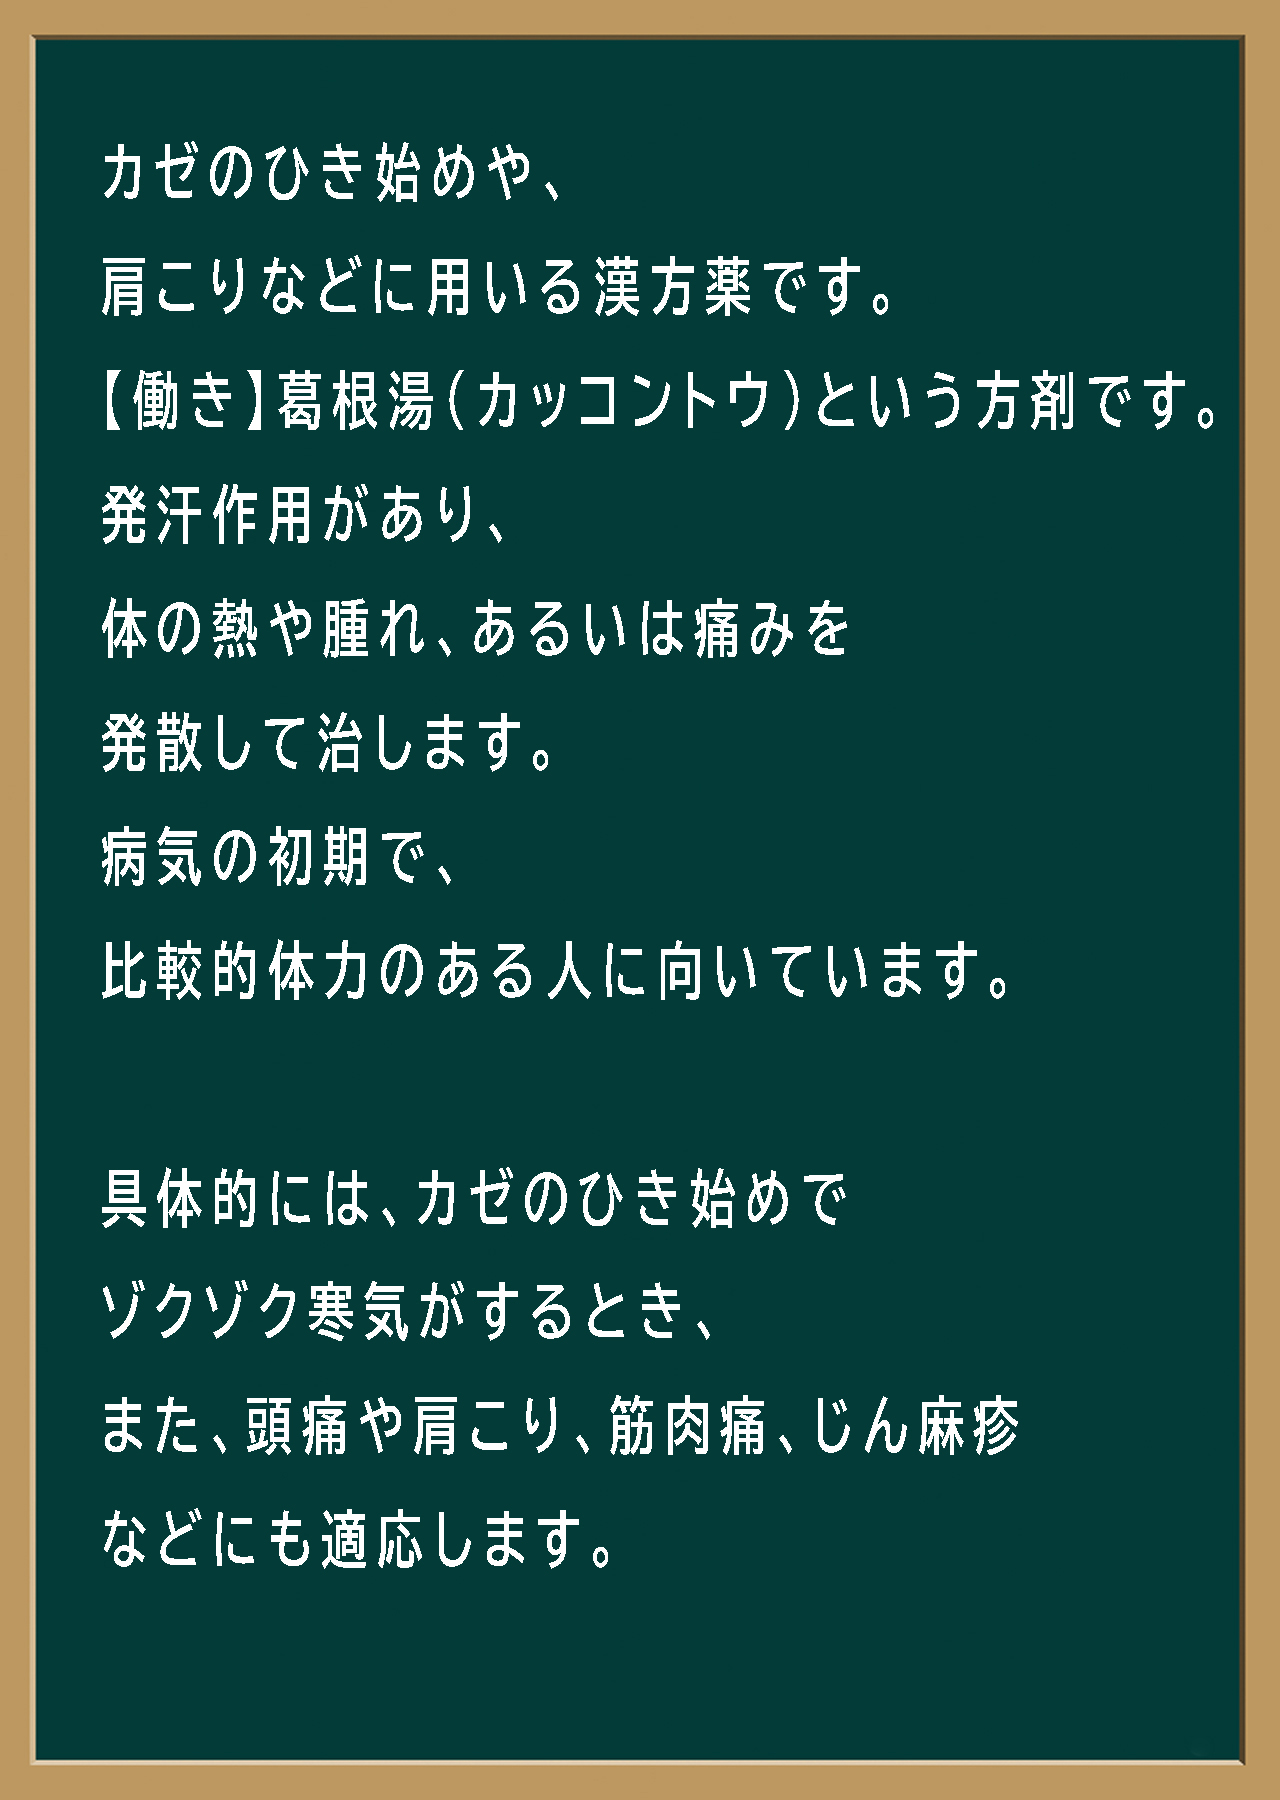 カゼのひき始めや、
肩こりなどに用いる漢方薬です。
【働き】葛根湯(カッコントウ)という方剤です。
発汗作用があり、
体の熱や腫れ、あるいは痛みを
発散して治します。
病気の初期で、
比較的体力のある人に向いています。
具体的には、カゼのひき始めで
ゾクゾク寒気がするとき、
また、頭痛や肩こり、筋肉痛、じん麻疹
などにも適応します。